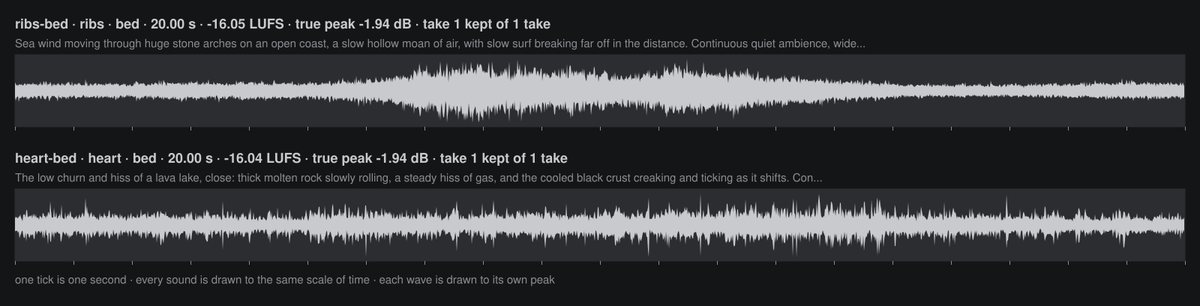 ribs-bed · ribs · bed · 20.00 s · -16.05 LUFS · true peak -1.94 dB · take 1 kept of 1 take
Sea wind moving through huge stone arches on an open coast, a slow hollow moan of air, with slow surf breaking far off in the distance. Continuous quiet ambience, wide...
heart-bed · heart · bed · 20.00 s · -16.04 LUFS · true peak -1.94 dB · take 1 kept of 1 take
The low churn and hiss of a lava lake, close: thick molten rock slowly rolling, a steady hiss of gas, and the cooled black crust creaking and ticking as it shifts. Con...
one tick is one second · every sound is drawn to the same scale of time · each wave is drawn to its own peak